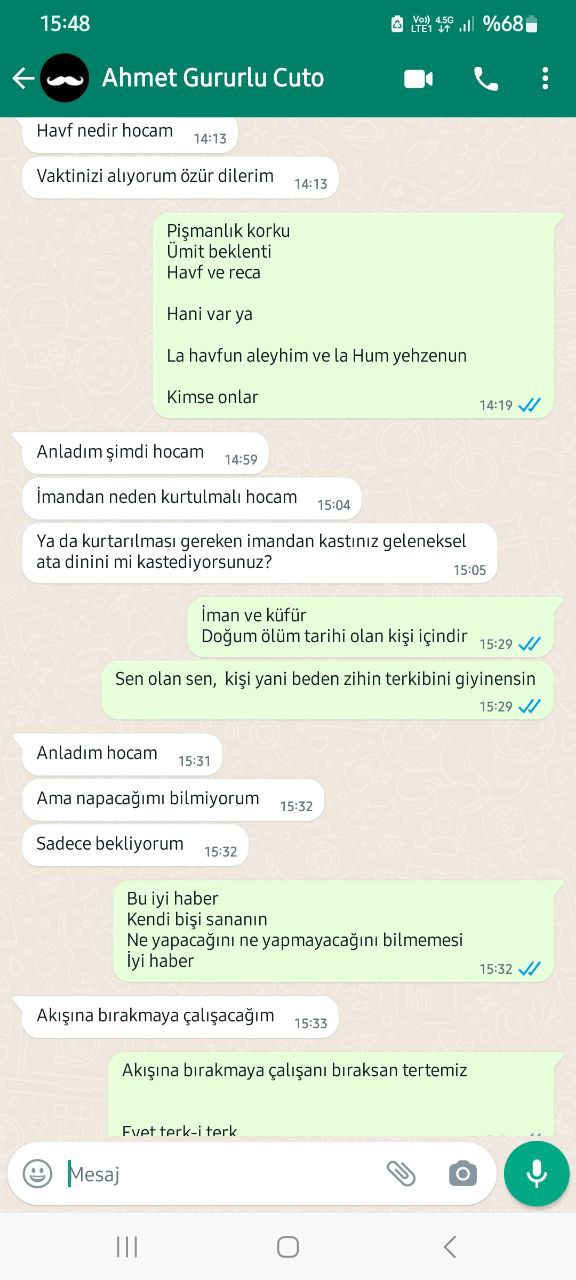 15:48
Vo)) 4.5G
LTE1
%68
Ahmet Gururlu Cuto
Havf nedir hocam
14:13
Vaktinizi alıyorum özür dilerim
14:13
Pişmanlık korku
Ümit beklenti
Havf ve reca
Hani var ya
La havfun aleyhim ve la Hum yehzenun
Kimse onlar
14:19
Anladım şimdi hocam
14:59
İmandan neden kurtulmalı hocam
15:04
Ya da kurtarılması gereken imandan kastınız geleneksel
ata dinini mi kastediyorsunuz?
15:05
İman ve küfür
Doğum ölüm tarihi olan kişi içindir
15:29
Sen olan sen,  kişi yani beden zihin terkibini giyinensin
15:29
Anladım hocam
15:31
Ama napacağımı bilmiyorum
15:32
Sadece bekliyorum
15:32
Bu iyi haber
Kendi bişi sananın
Ne yapacağını ne yapmayacağını bilmemesi
İyi haber
15:32
Akışına bırakmaya çalışacağım
15:33
Akışına bırakmaya çalışanı bıraksan tertemiz
Evet terk-i terk
Mesaj